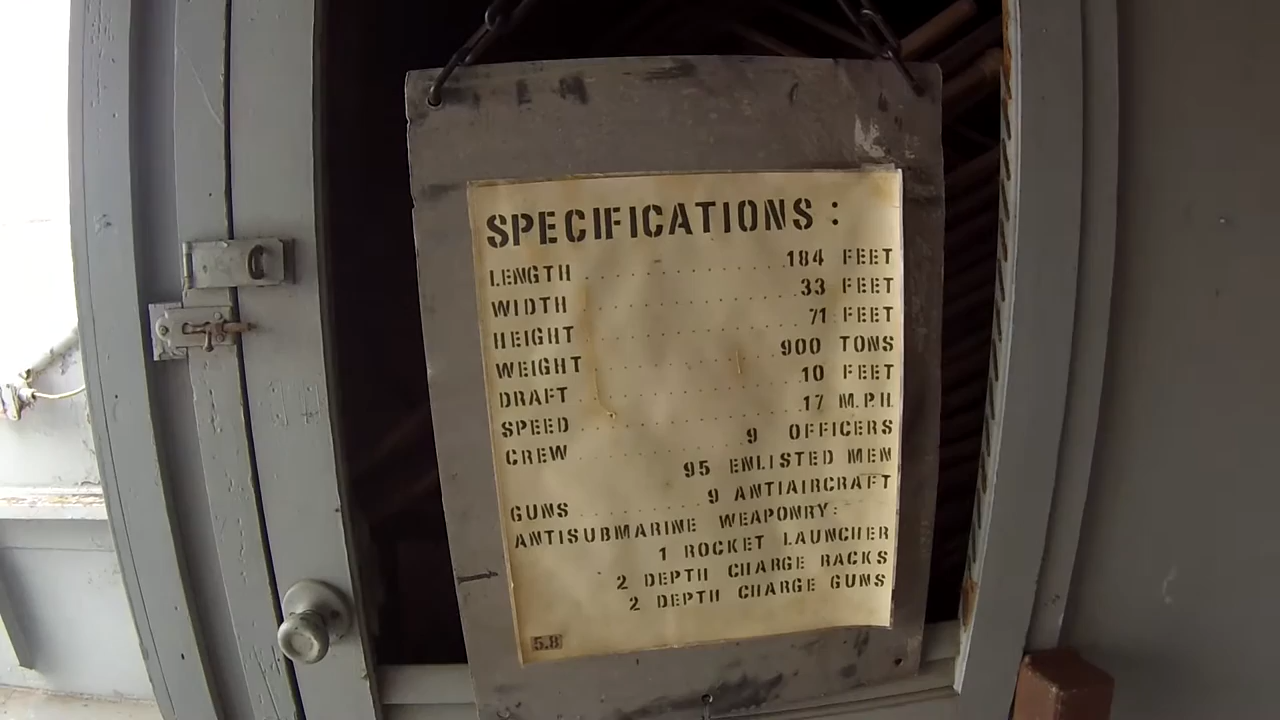 SPECIFICATIONS:
LENGTH ..................... 184 FEET
WIDTH ..................... 33 FEET
HEIGHT ..................... 71 FEET
WEIGHT ..................... 900 TONS
DRAFT ..................... 10 FEET
SPEED ..................... 17 M.P.H.
CREW ..................... 9 OFFICERS
95 ENLISTED MEN
GUNS ............ 9 ANTIAIRCRAFT
ANTISUBMARINE WEAPONRY:
1 ROCKET LAUNCHER
2 DEPTH CHARGE RACKS
2 DEPTH CHARGE GUNS
5.8